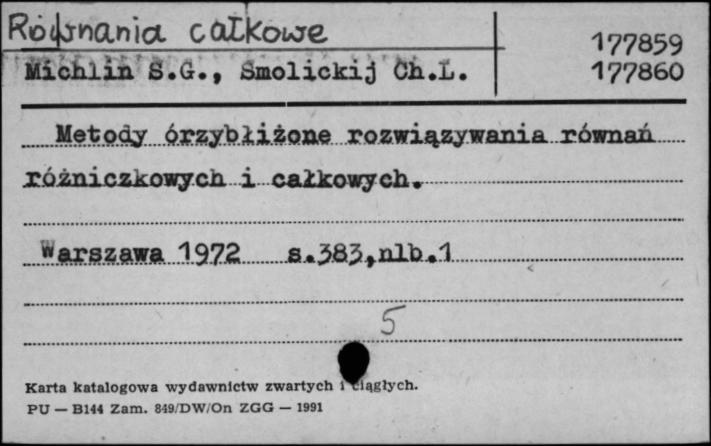 Równania całkowe
177859
Michlin S.G., Smolickij Ch.L.
177860
Metody órzybliżone rozwiązywania równań
różniczkowych i całkowych.
Warszawa 1972 s.383,nlb.1
5
Karta katalogowa wydawnictw zwartych i ciągłych.
PU — B144 Zam. 849/DW/On ZGG — 1991